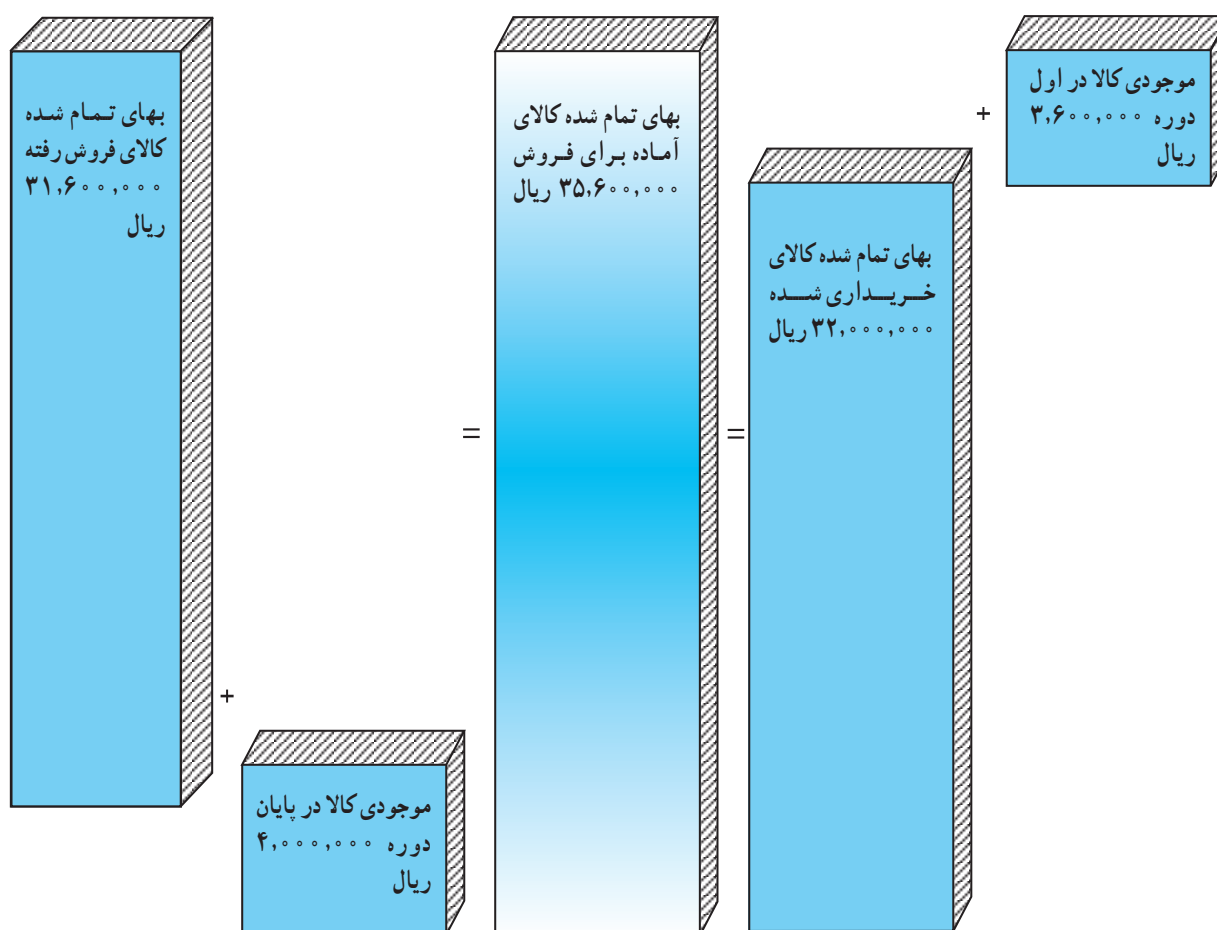 موجودی کالا در اول
دوره ۳,۶۰۰,۰۰۰
ریال
+
بهای تمام شده کالای
خریداری شده
۳۲,۰۰۰,۰۰۰ ریال
=
بهای تمام شده کالای
آماده برای فروش
۳۵,۶۰۰,۰۰۰ ریال
=
موجودی کالا در پایان
دوره ۴,۰۰۰,۰۰۰
ریال
+
بهای تمام شده
کالای فروش رفته
۳۱,۶۰۰,۰۰۰
ریال